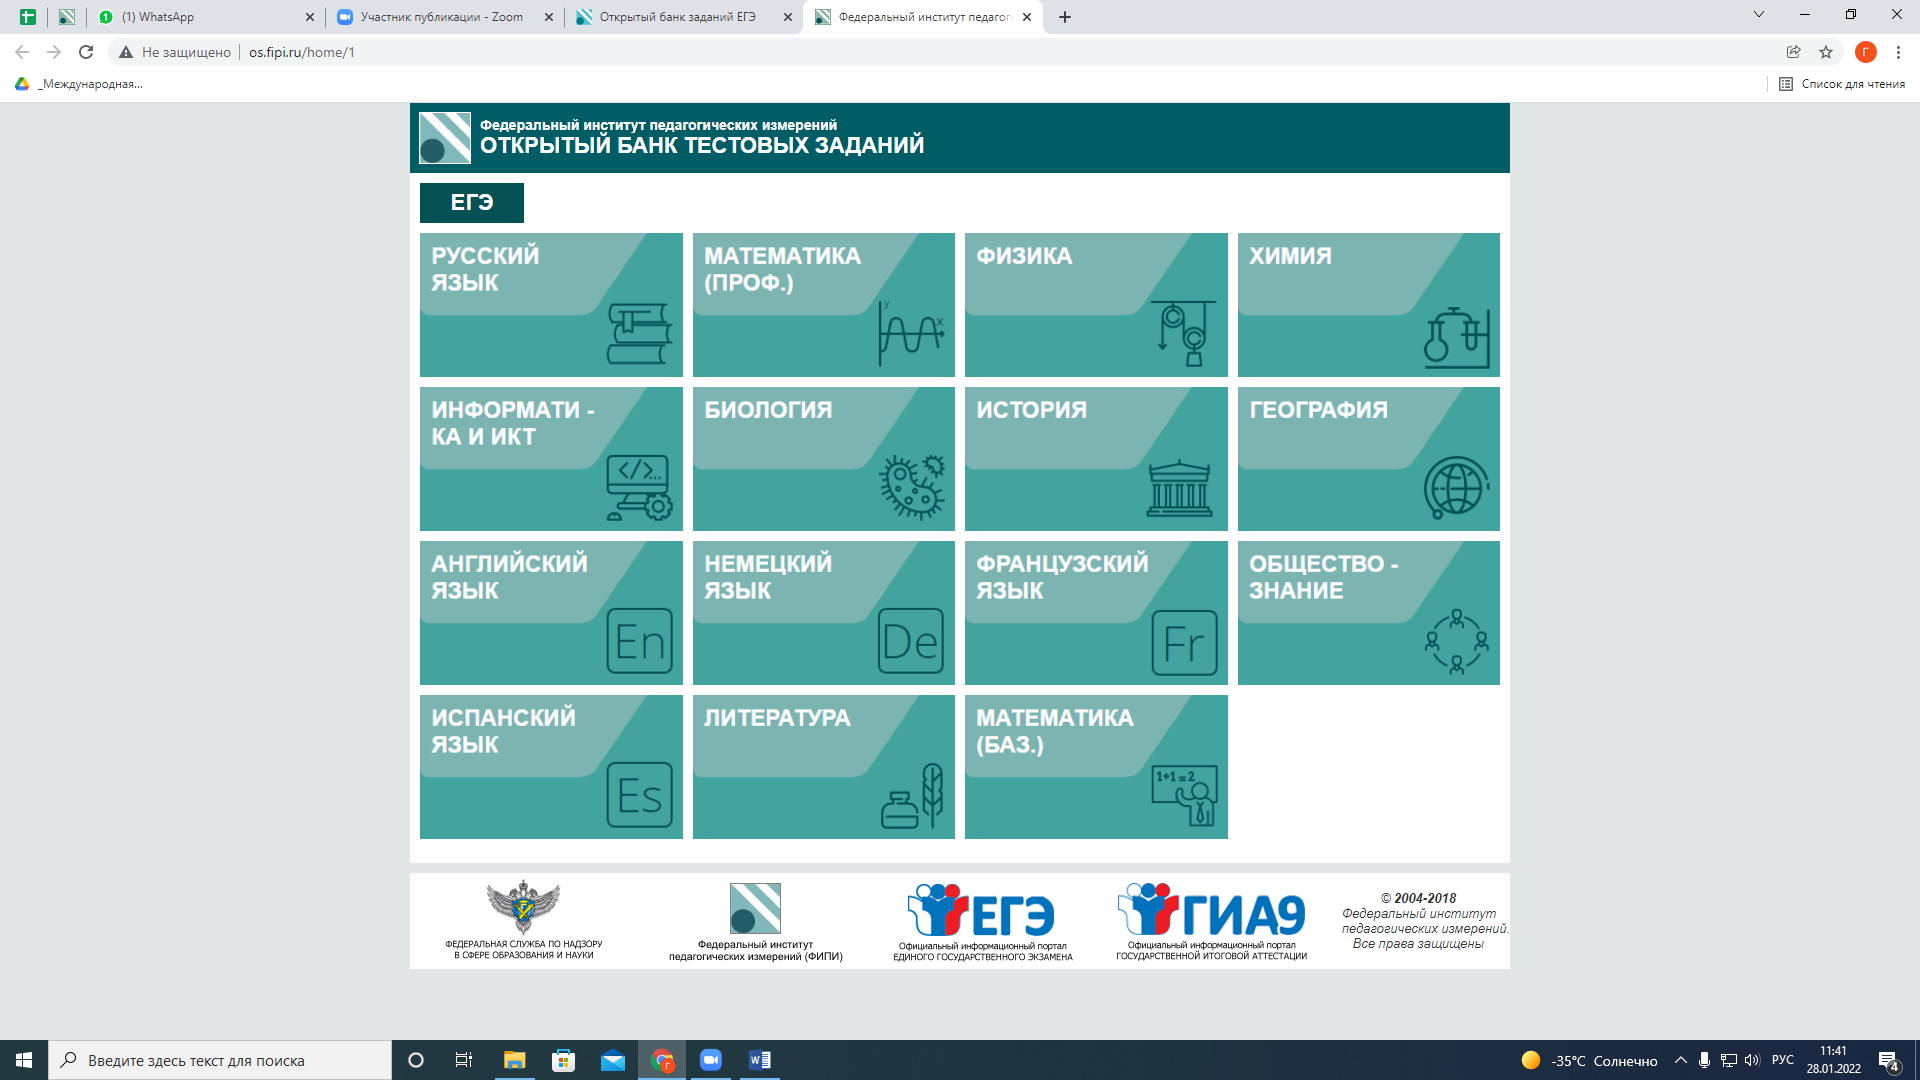 (1) WhatsApp
Участник публикации - Zoom
Открытый банк заданий ЕГЭ
Федеральный институт педагог
Не защищено
os.fipi.ru/home/1
Г
_Международная...
Список для чтения
Федеральный институт педагогических измерений
ОТКРЫТЫЙ БАНК ТЕСТОВЫХ ЗАДАНИЙ
ЕГЭ
РУССКИЙ
ЯЗЫК
МАТЕМАТИКА
(ПРОФ.)
y
x
ФИЗИКА
ХИМИЯ
ИНФОРМАТИ -
КА И ИКТ
</>...
БИОЛОГИЯ
ИСТОРИЯ
ГЕОГРАФИЯ
АНГЛИЙСКИЙ
ЯЗЫК
En
НЕМЕЦКИЙ
ЯЗЫК
De
ФРАНЦУЗСКИЙ
ЯЗЫК
Fr
ОБЩЕСТВО -
ЗНАНИЕ
ИСПАНСКИЙ
ЯЗЫК
Es
ЛИТЕРАТУРА
МАТЕМАТИКА
(БАЗ.)
1+1=2
ФЕДЕРАЛЬНАЯ СЛУЖБА ПО НАДЗОРУ
В СФЕРЕ ОБРАЗОВАНИЯ И НАУКИ
Федеральный институт
педагогических измерений (ФИПИ)
ЕГЭ
Официальный информационный портал
ЕДИНОГО ГОСУДАРСТВЕННОГО ЭКЗАМЕНА
ГИА9
Официальный информационный портал
ГОСУДАРСТВЕННОЙ ИТОГОВОЙ АТТЕСТАЦИИ
© 2004-2018
Федеральный институт
педагогических измерений.
Все права защищены
Введите здесь текст для поиска
-35°C Солнечно
РУС
11:41
28.01.2022
4